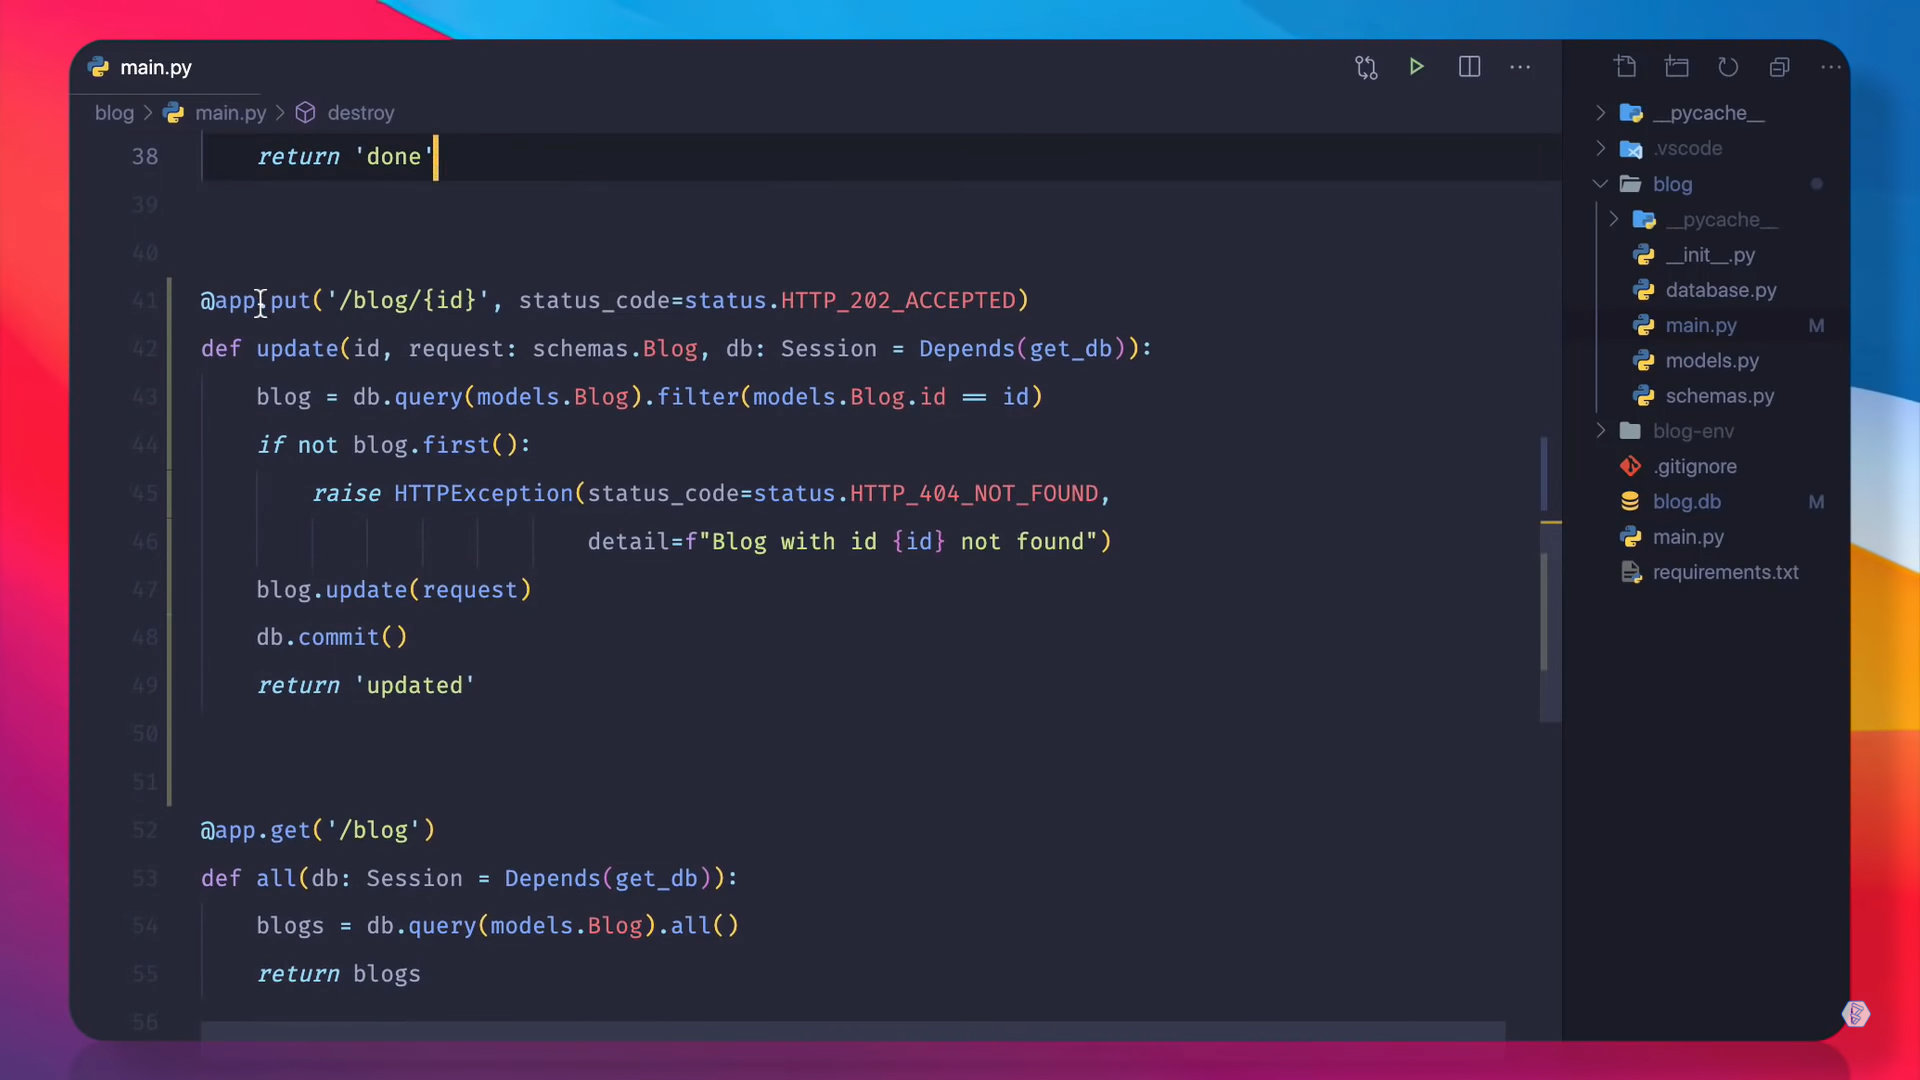 main.py
blog > main.py > destroy
38 return 'done'
39
40
41 @app.put('/blog/{id}', status_code=status.HTTP_202_ACCEPTED)
42 def update(id, request: schemas.Blog, db: Session = Depends(get_db)):
43 blog = db.query(models.Blog).filter(models.Blog.id == id)
44 if not blog.first():
45 raise HTTPException(status_code=status.HTTP_404_NOT_FOUND,
46 detail=f"Blog with id {id} not found")
47 blog.update(request)
48 db.commit()
49 return 'updated'
50
51
52 @app.get('/blog')
53 def all(db: Session = Depends(get_db)):
54 blogs = db.query(models.Blog).all()
55 return blogs
56
__pycache__
.vscode
blog
__pycache__
__init__.py
database.py
main.py M
models.py
schemas.py
blog-env
.gitignore
blog.db M
main.py
requirements.txt